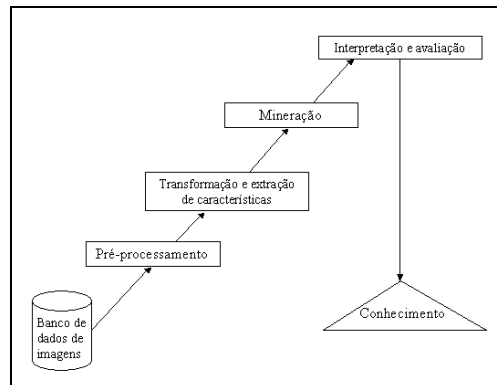 Interpretação e avaliação
Mineração
Transformação e extração
de características
Pré-processamento
Banco de
dados de
imagens
Conhecimento